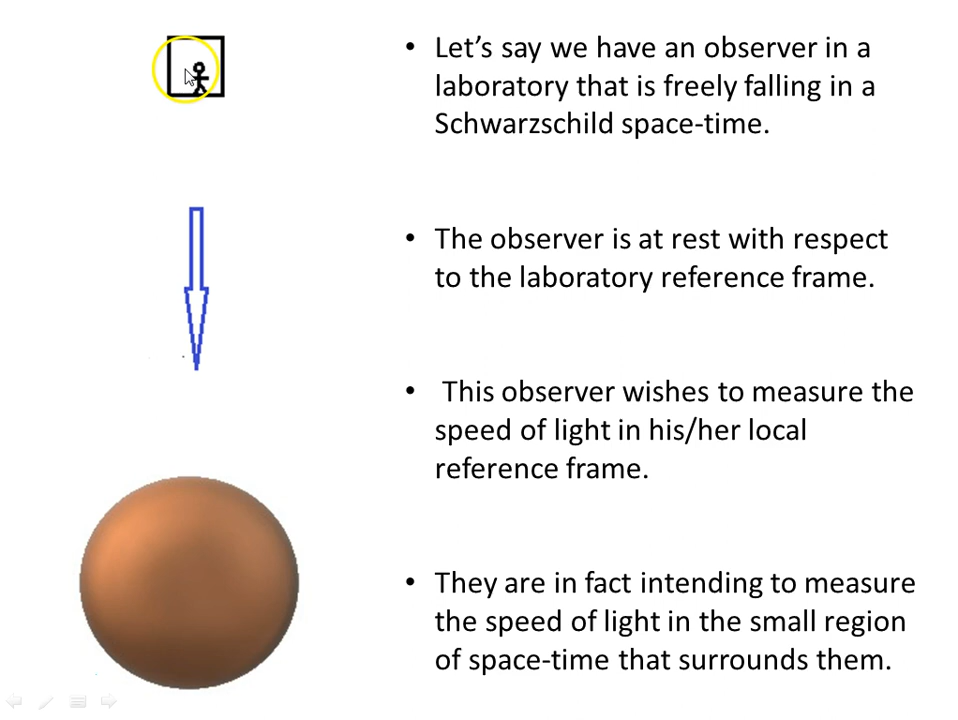 • Let’s say we have an observer in a
laboratory that is freely falling in a
Schwarzschild space-time.
• The observer is at rest with respect
to the laboratory reference frame.
• This observer wishes to measure the
speed of light in his/her local
reference frame.
• They are in fact intending to measure
the speed of light in the small region
of space-time that surrounds them.